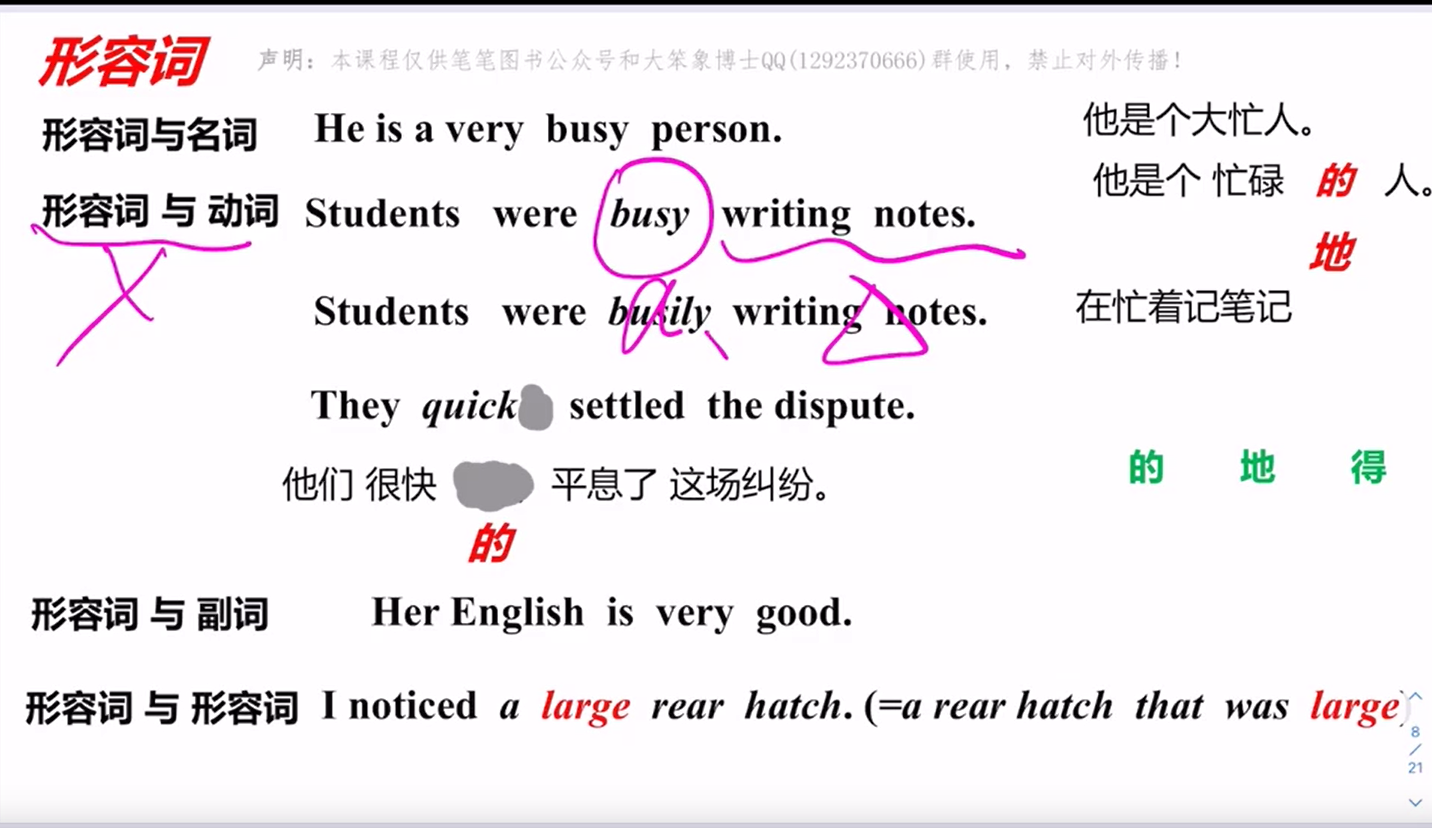 形容词 声明：本课程仅供笔笔图书公众号和大笨象博士QQ(1292370666)群使用，禁止对外传播！
形容词与名词 He is a very busy person. 他是个大忙人。
他是个 忙碌 的 人。
形容词 与 动词 Students were busy writing notes.
地
Students were busily writing notes. 在忙着记笔记
They quick settled the dispute.
他们 很快 平息了 这场纠纷。 的 地 得
的
形容词 与 副词 Her English is very good.
形容词 与 形容词 I noticed a large rear hatch. (=a rear hatch that was large)
8
/
21